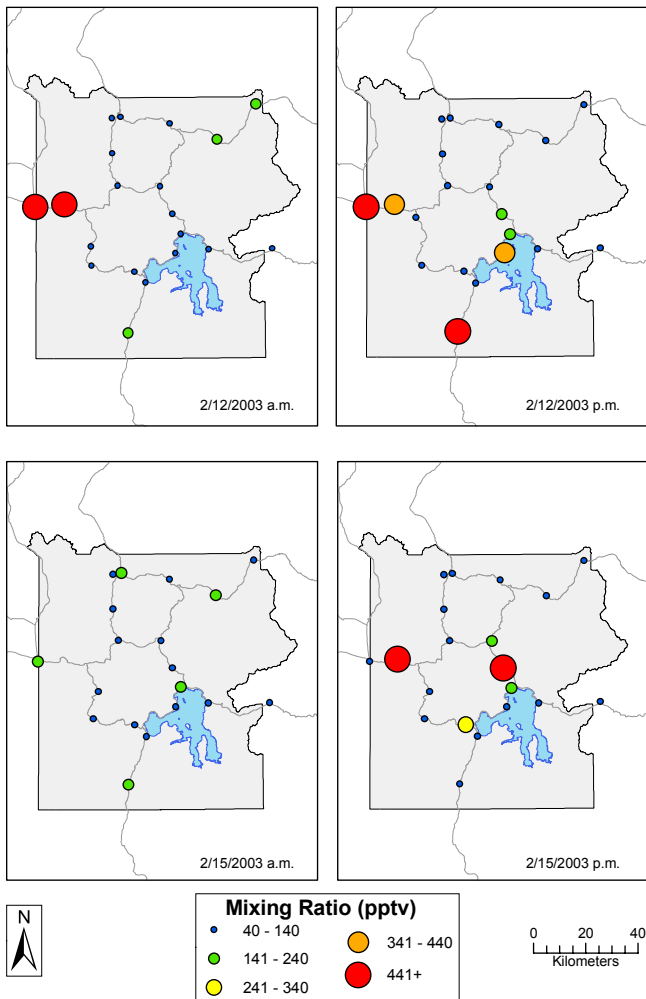 2/12/2003 a.m.
2/12/2003 p.m.
2/15/2003 a.m.
2/15/2003 p.m.
N
Mixing Ratio (pptv)
40 - 140
141 - 240
241 - 340
341 - 440
441+
0 20 40
Kilometers